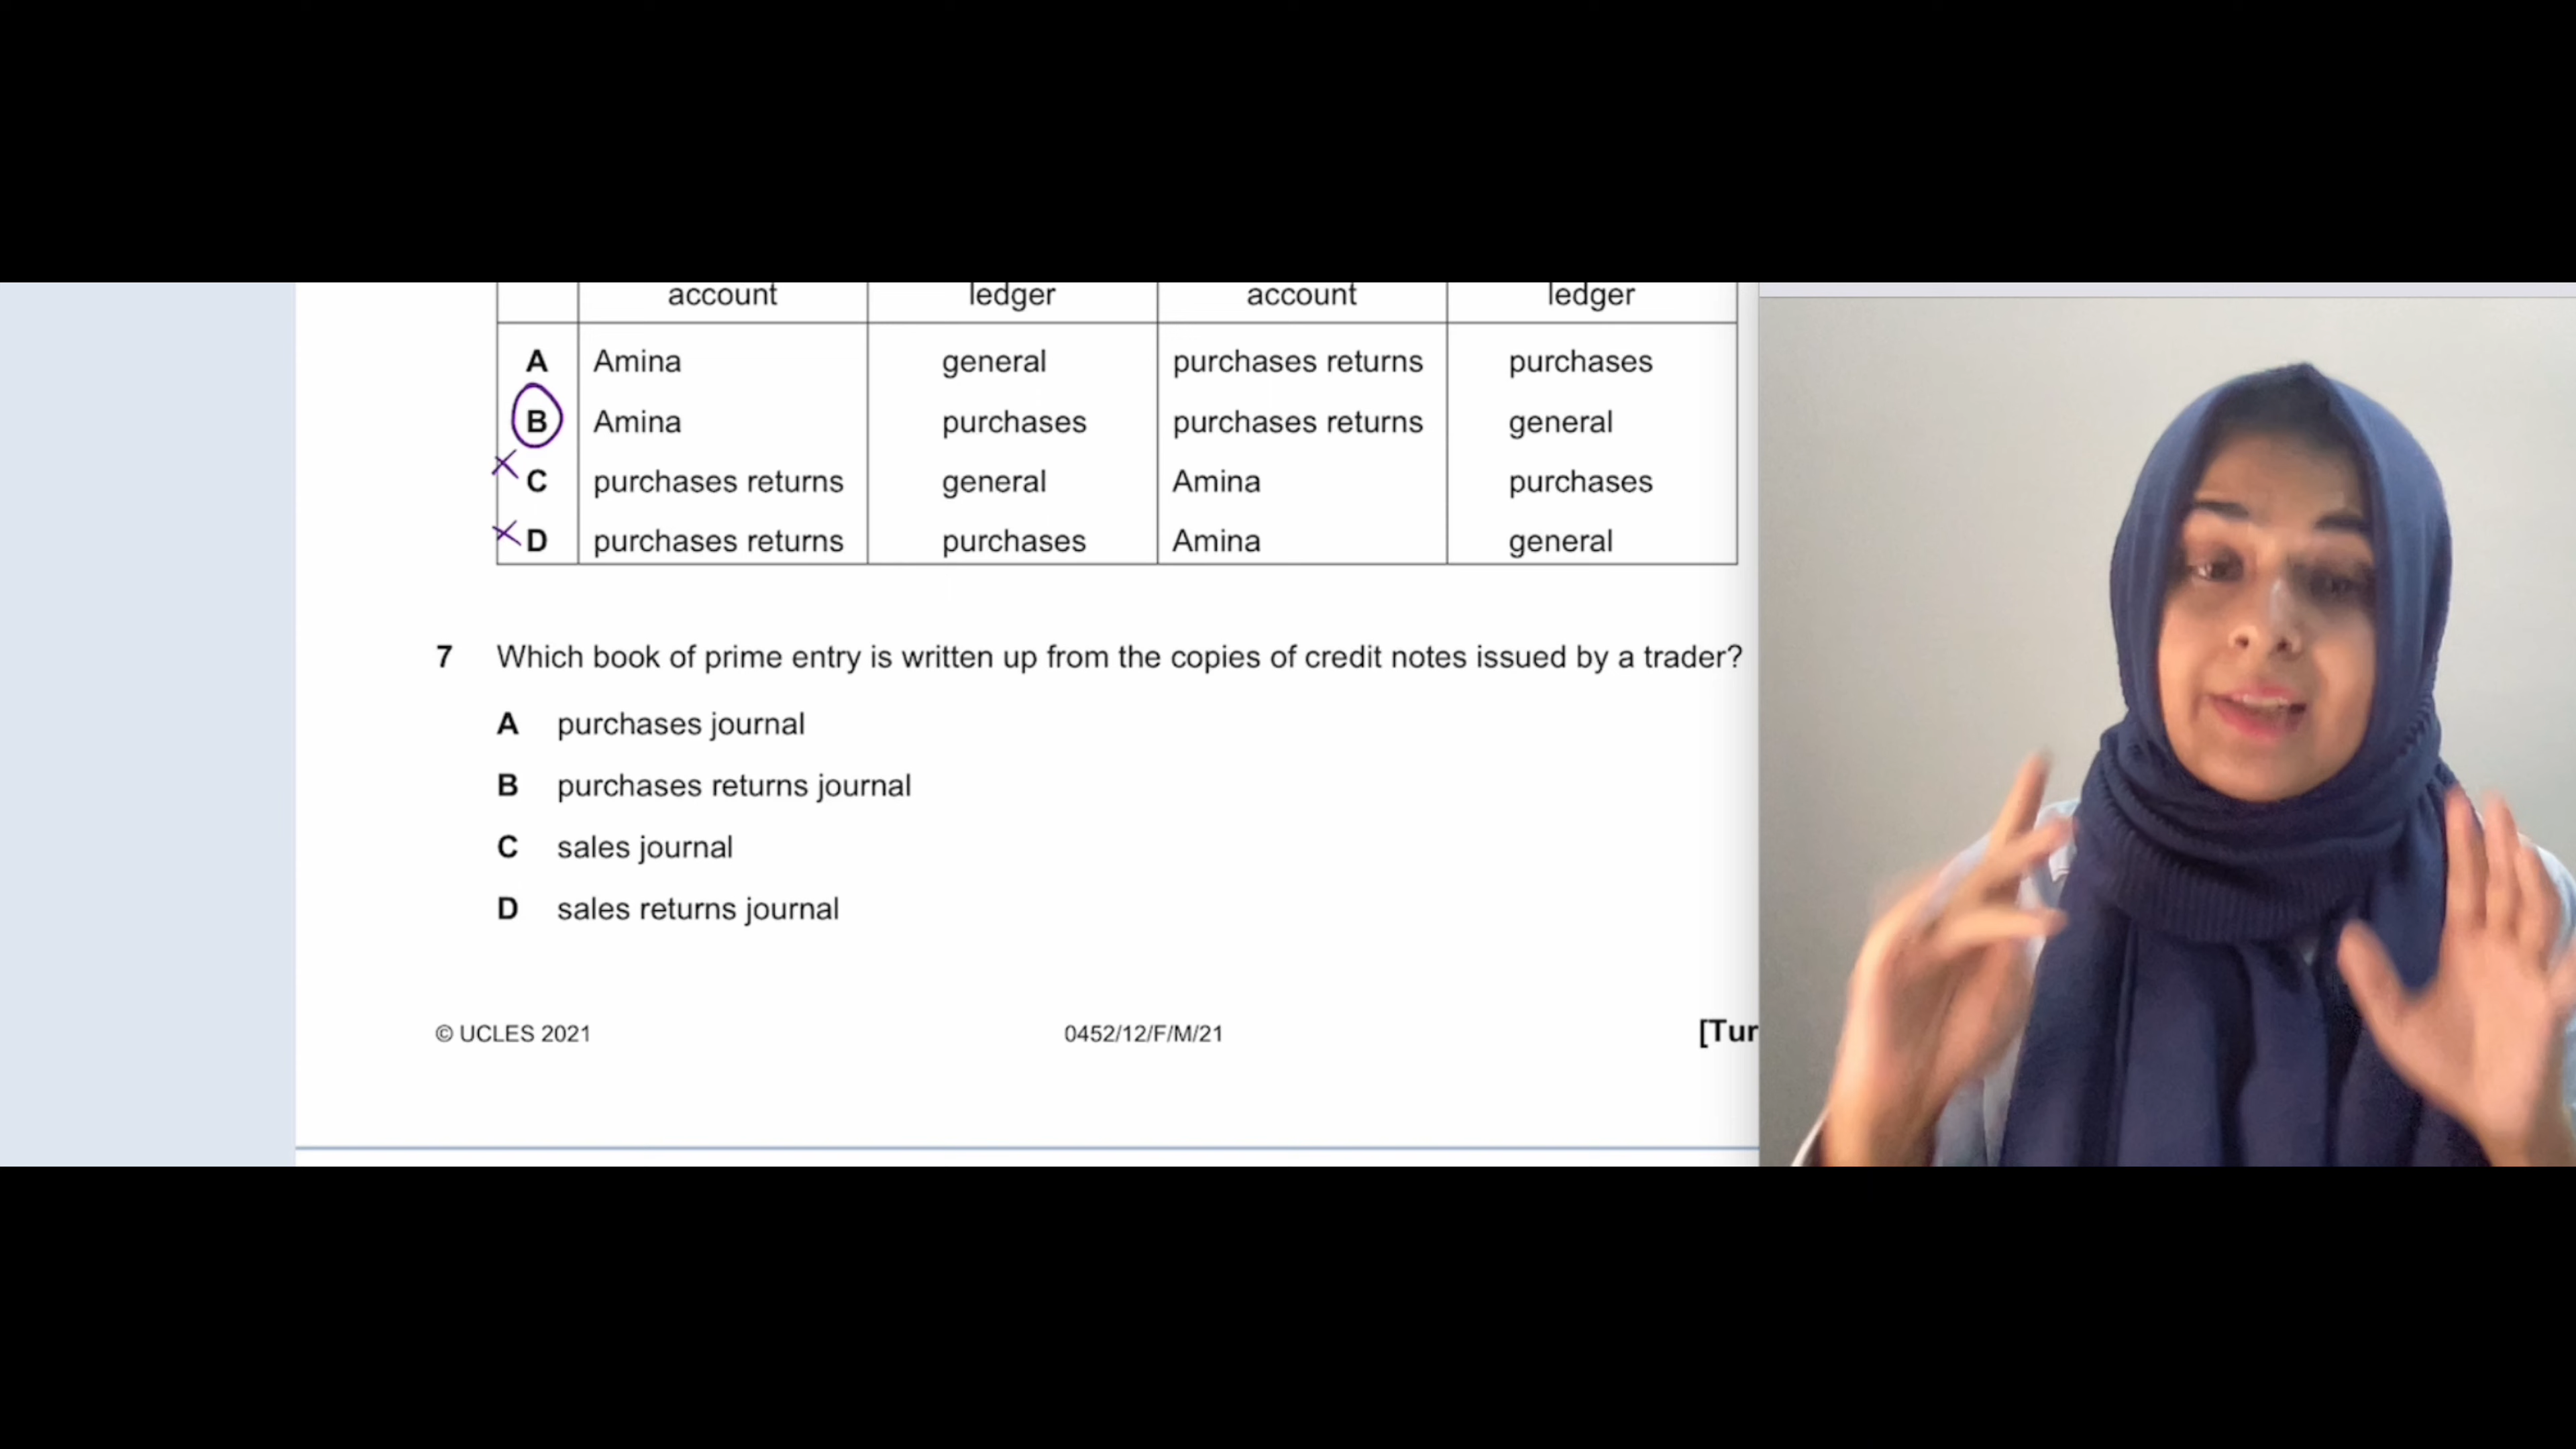 account ledger account ledger
A Amina general purchases returns purchases
B Amina purchases purchases returns general
C purchases returns general Amina purchases
D purchases returns purchases Amina general
7 Which book of prime entry is written up from the copies of credit notes issued by a trader?
A purchases journal
B purchases returns journal
C sales journal
D sales returns journal
© UCLES 2021 0452/12/F/M/21 [Tur